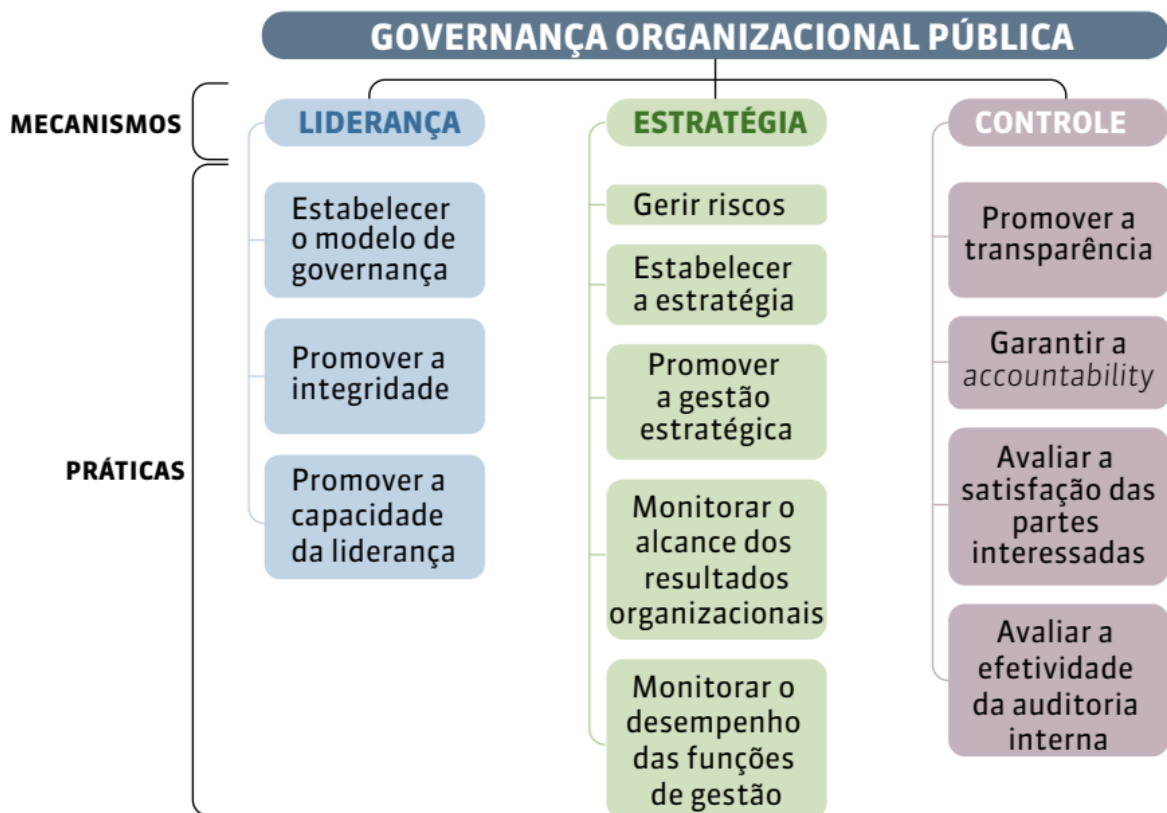 GOVERNANÇA ORGANIZACIONAL PÚBLICA
MECANISMOS
LIDERANÇA
ESTRATÉGIA
CONTROLE
PRÁTICAS
Estabelecer
o modelo de
governança
Promover a
integridade
Promover a
capacidade
da liderança
Gerir riscos
Estabelecer
a estratégia
Promover
a gestão
estratégica
Monitorar o
alcance dos
resultados
organizacionais
Monitorar o
desempenho
das funções
de gestão
Promover a
transparência
Garantir a
accountability
Avaliar a
satisfação das
partes
interessadas
Avaliar a
efetividade
da auditoria
interna